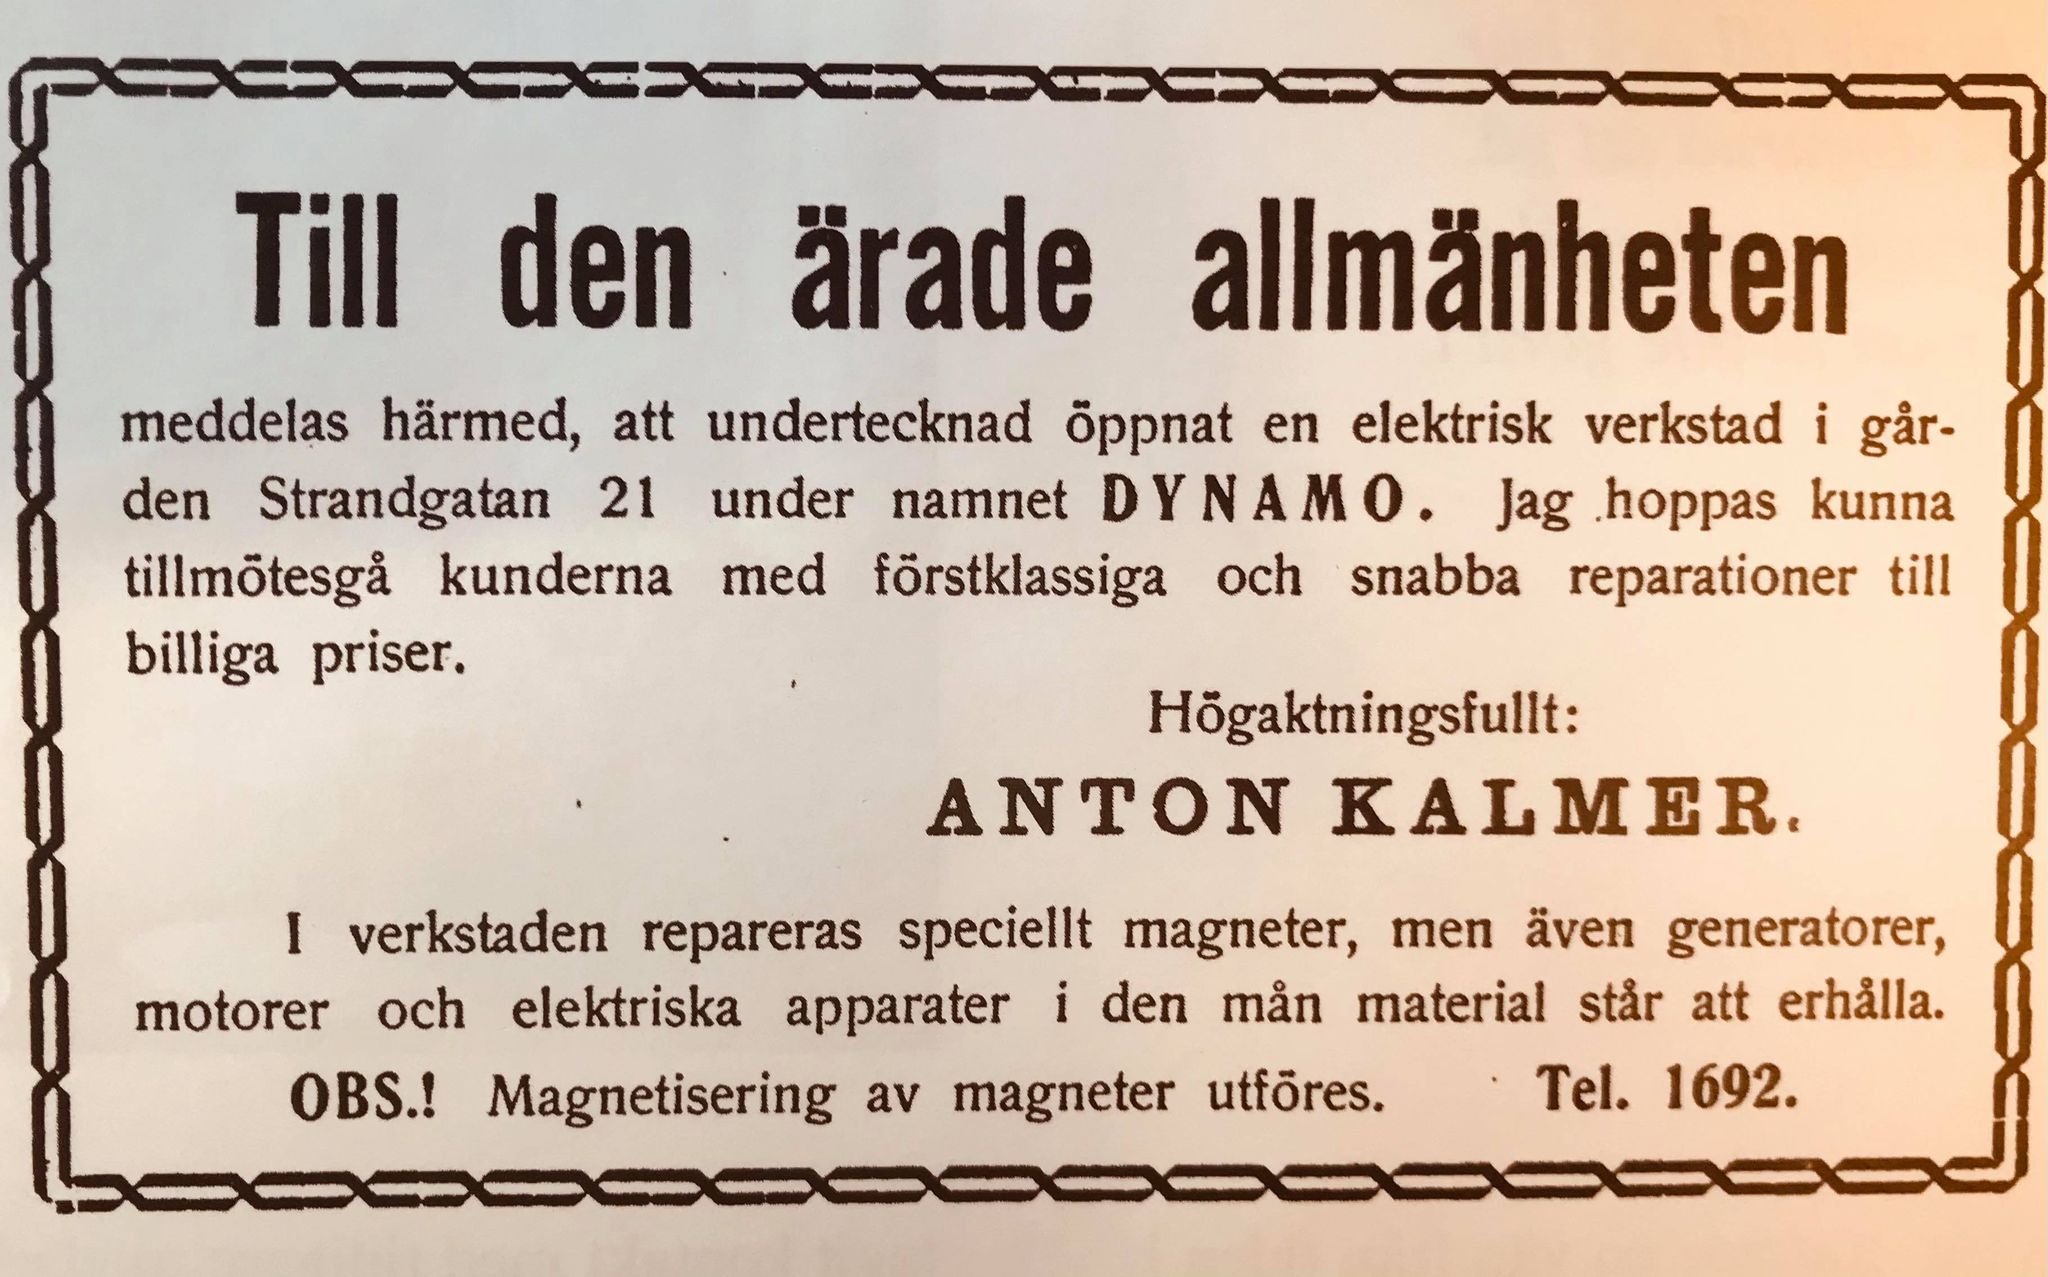 Till den ärade allmänheten
meddelas härmed, att undertecknad öppnat en elektrisk verkstad i går-
den Strandgatan 21 under namnet DYNAMO. Jag hoppas kunna
tillmötesgå kunderna med förstklassiga och snabba reparationer till
billiga priser.
Högaktningsfullt:
ANTON KALMER.
I verkstaden repareras speciellt magneter, men även generatorer,
motorer och elektriska apparater i den mån material står att erhålla.
OBS.! Magnetisering av magneter utföres. Tel. 1692.